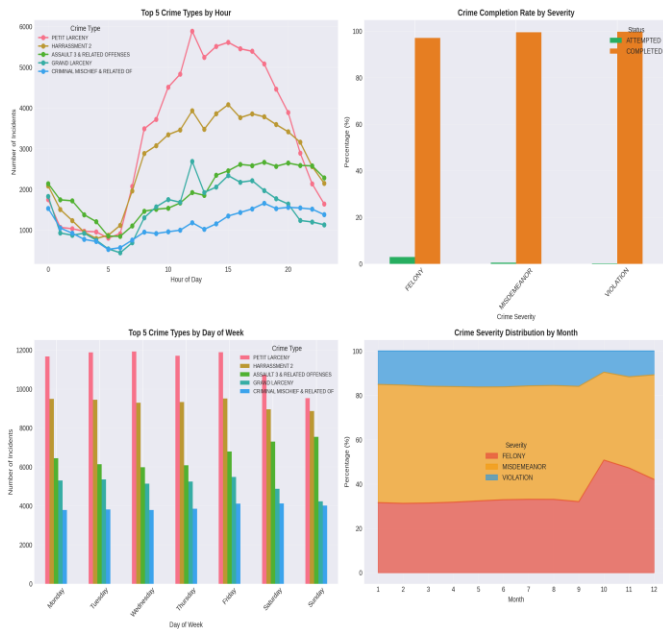 Top 5 Crime Types by Hour
Crime Type
PETIT LARCENY
HARRASSMENT 2
ASSAULT 3 & RELATED OFFENSES
GRAND LARCENY
CRIMINAL MISCHIEF & RELATED OF
Number of Incidents
6000
5000
4000
3000
2000
1000
0
5
10
15
20
Hour of Day
Crime Completion Rate by Severity
Status
ATTEMPTED
COMPLETED
Percentage (%)
100
80
60
40
20
0
FELONY
MISDEMEANOR
VIOLATION
Crime Severity
Top 5 Crime Types by Day of Week
Crime Type
PETIT LARCENY
HARRASSMENT 2
ASSAULT 3 & RELATED OFFENSES
GRAND LARCENY
CRIMINAL MISCHIEF & RELATED OF
Number of Incidents
12000
10000
8000
6000
4000
2000
0
Monday
Tuesday
Wednesday
Thursday
Friday
Saturday
Sunday
Day of Week
Crime Severity Distribution by Month
Severity
FELONY
MISDEMEANOR
VIOLATION
Percentage (%)
100
80
60
40
20
0
1 2 3 4 5 6 7 8 9 10 11 12
Month